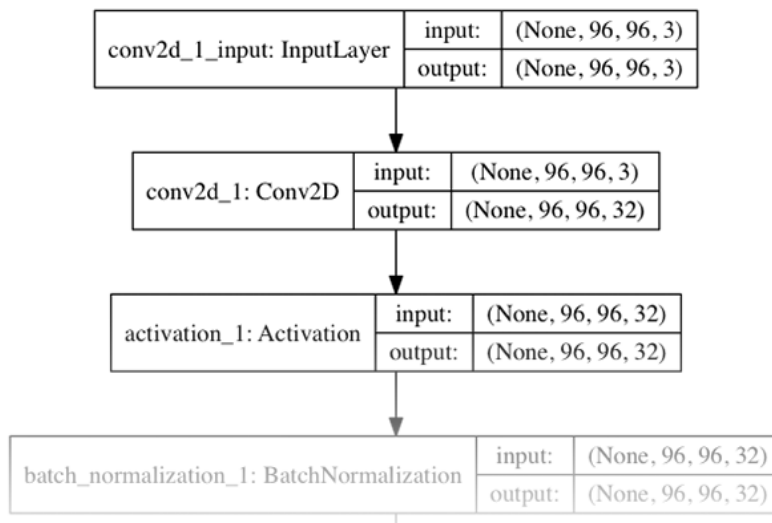 conv2d_1_input: InputLayer
input: (None, 96, 96, 3)
output: (None, 96, 96, 3)
conv2d_1: Conv2D
input: (None, 96, 96, 3)
output: (None, 96, 96, 32)
activation_1: Activation
input: (None, 96, 96, 32)
output: (None, 96, 96, 32)
batch_normalization_1: BatchNormalization
input: (None, 96, 96, 32)
output: (None, 96, 96, 32)